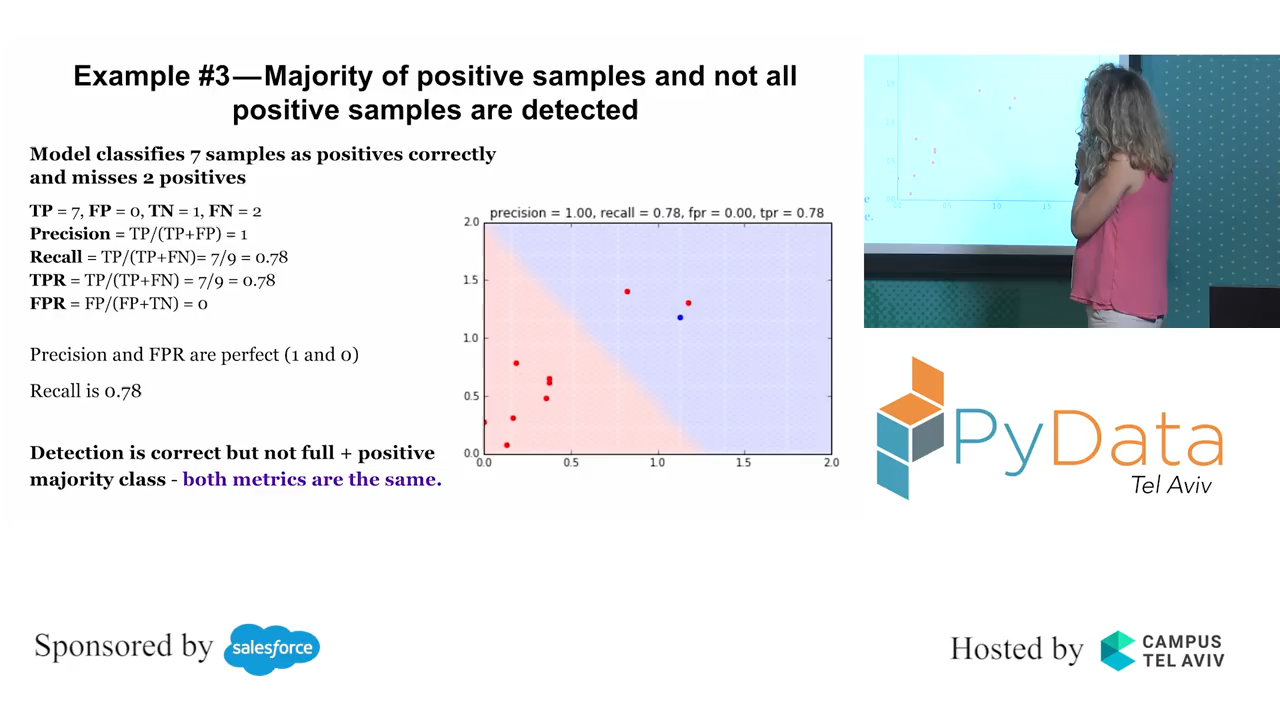 Example #3—Majority of positive samples and not all
positive samples are detected
Model classifies 7 samples as positives correctly
and misses 2 positives
TP = 7, FP = 0, TN = 1, FN = 2
Precision = TP/(TP+FP) = 1
Recall = TP/(TP+FN)= 7/9 = 0.78
TPR = TP/(TP+FN) = 7/9 = 0.78
FPR = FP/(FP+TN) = 0
Precision and FPR are perfect (1 and 0)
Recall is 0.78
Detection is correct but not full + positive
majority class - both metrics are the same.
precision = 1.00, recall = 0.78, fpr = 0.00, tpr = 0.78
2.0
1.5
1.0
0.5
0.0
0.0 0.5 1.0 1.5 2.0
PyData
Tel Aviv
Sponsored by salesforce
Hosted by
CAMPUS
TEL AVIV